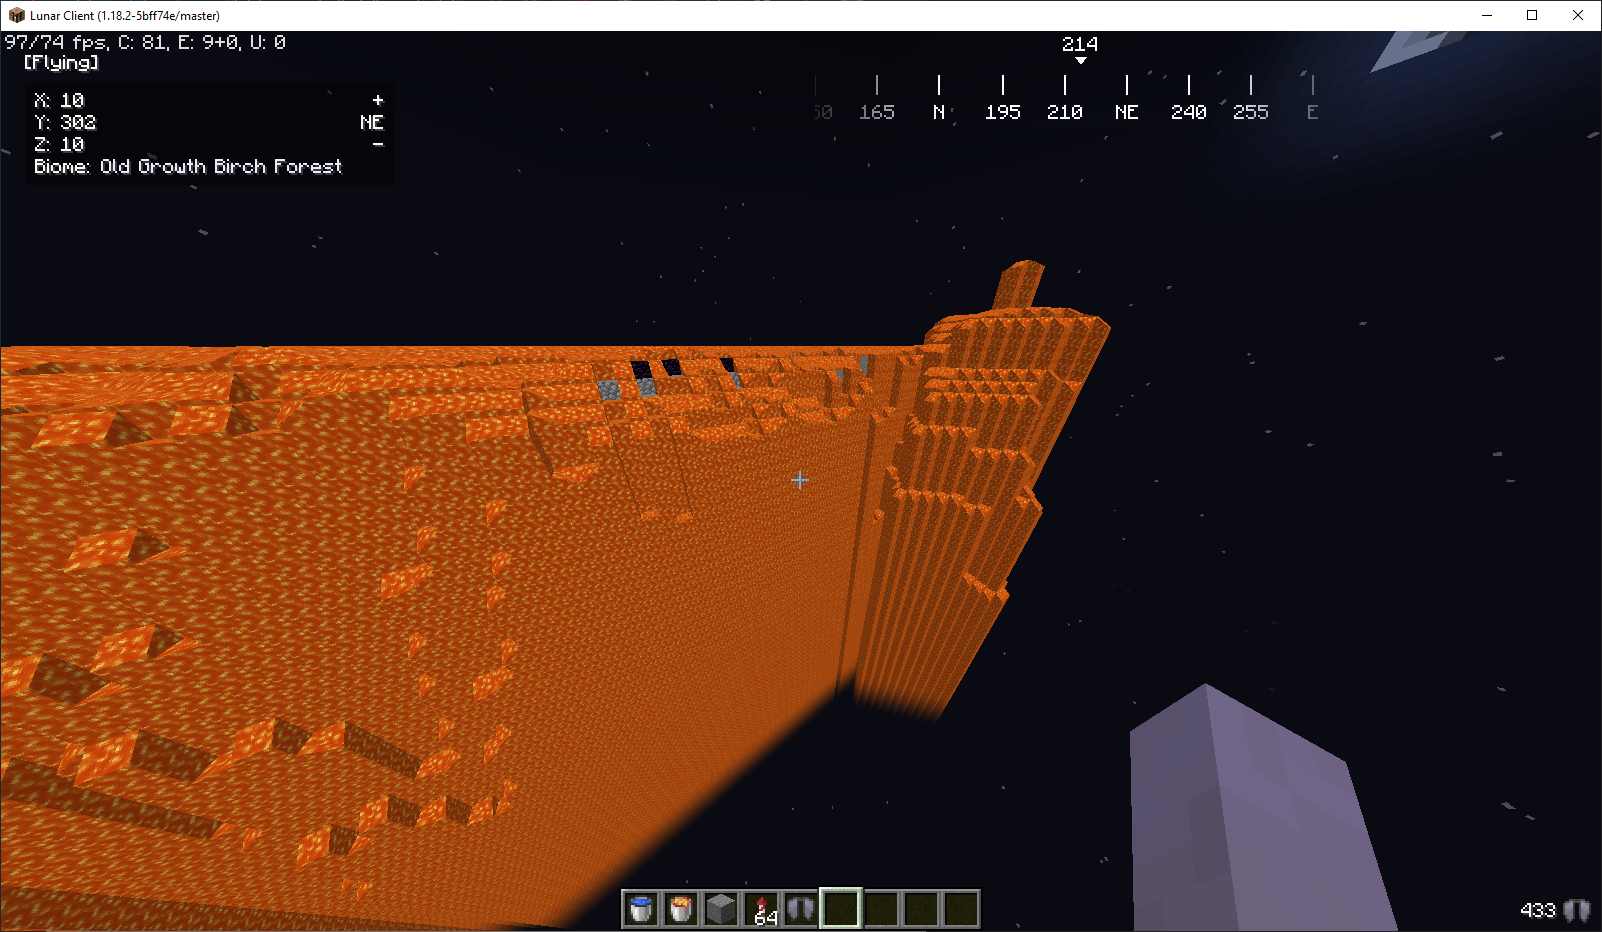 Lunar Client (1.18.2-5bff74e/master)
97/74 fps, C: 81, E: 9+0, U: 0
[Flying]
214
X: 10 +
Y: 302 NE
Z: 10 -
Biome: Old Growth Birch Forest
165 N 195 210 NE 240 255 E
64
433